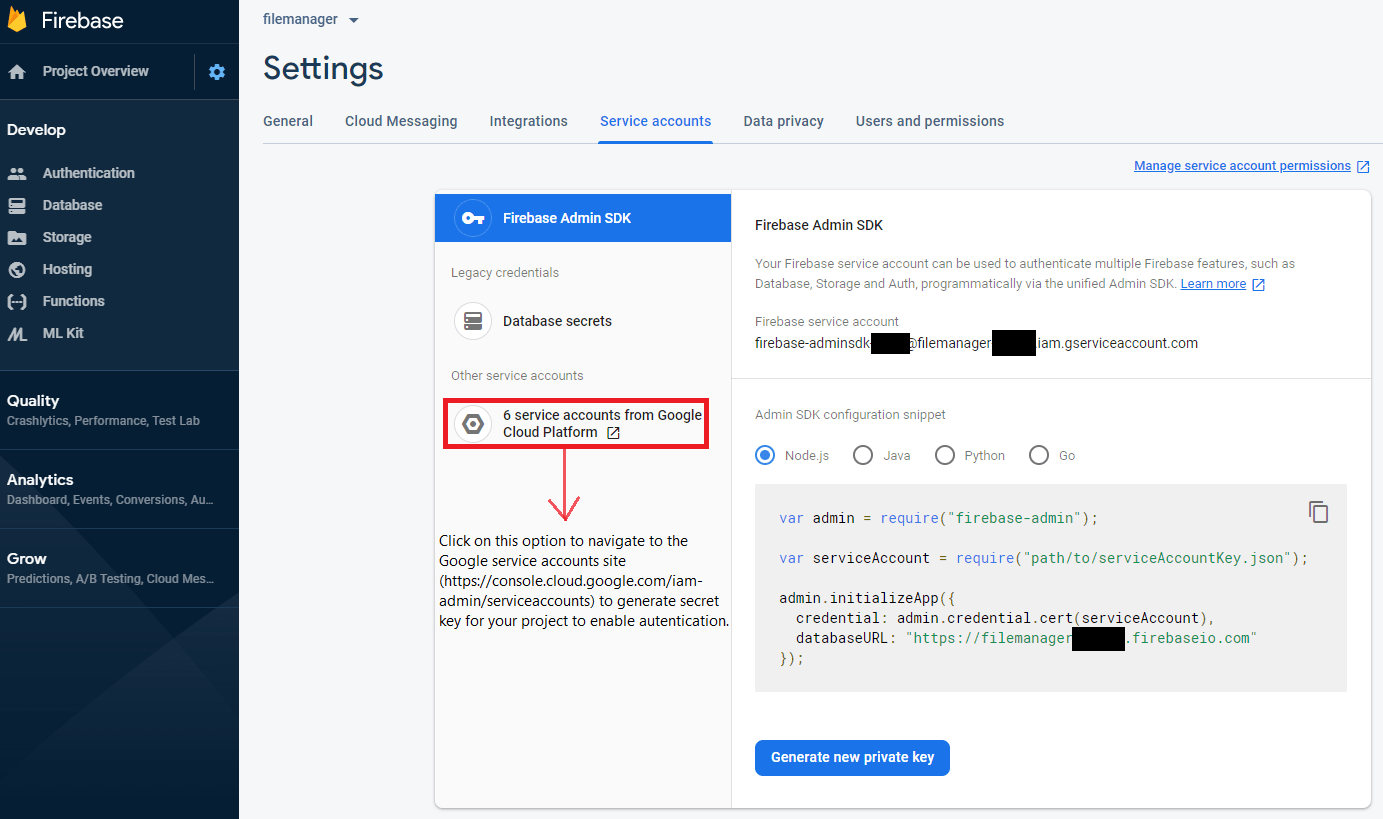 Firebase
Project Overview
Develop
Authentication
Database
Storage
Hosting
Functions
ML Kit
Quality
Crashlytics, Performance, Test Lab
Analytics
Dashboard, Events, Conversions, Au...
Grow
Predictions, A/B Testing, Cloud Mes...
filemanager
Settings
General Cloud Messaging Integrations Service accounts Data privacy Users and permissions
Manage service account permissions
Firebase Admin SDK
Legacy credentials
Database secrets
Other service accounts
6 service accounts from Google
Cloud Platform
Click on this option to navigate to the
Google service accounts site
(https://console.cloud.google.com/iam-
admin/serviceaccounts) to generate secret
key for your project to enable autentication.
Firebase Admin SDK
Your Firebase service account can be used to authenticate multiple Firebase features, such as
Database, Storage and Auth, programmatically via the unified Admin SDK. Learn more
Firebase service account
firebase-adminsdk- @filemanager .iam.gserviceaccount.com
Admin SDK configuration snippet
Node.js Java Python Go
var admin = require("firebase-admin");
var serviceAccount = require("path/to/serviceAccountKey.json");
admin.initializeApp({
credential: admin.credential.cert(serviceAccount),
databaseURL: "https://filemanager .firebaseio.com"
});
Generate new private key